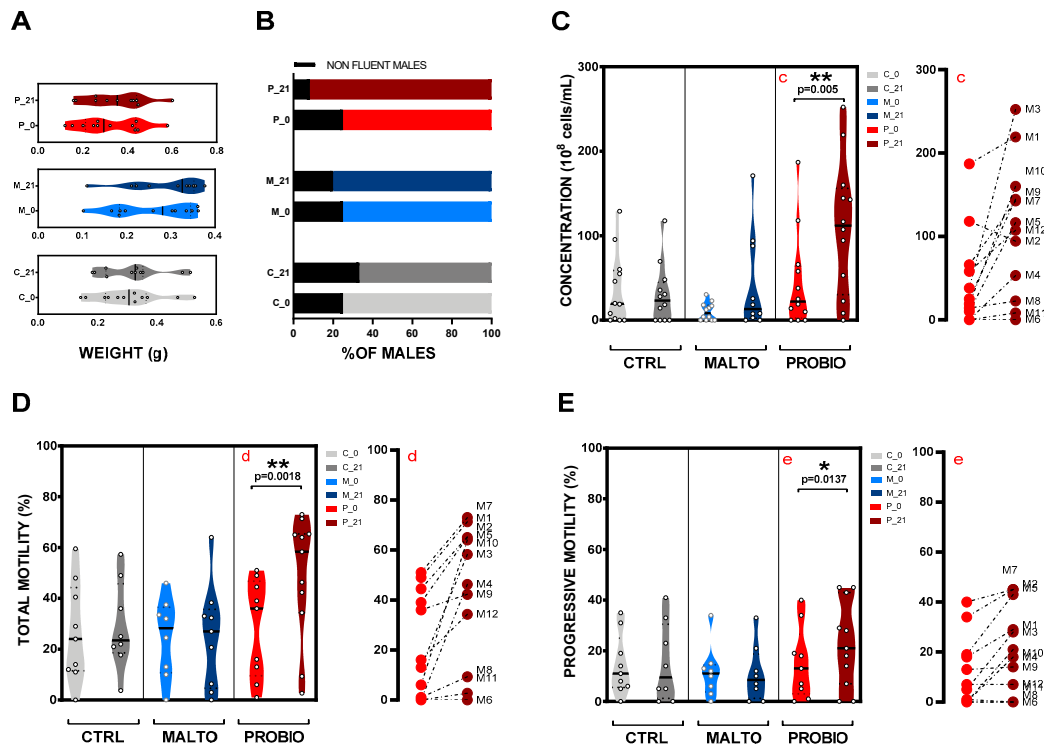 A
P_21
P_0
0.0 0.2 0.4 0.6 0.8
M_21
M_0
0.0 0.1 0.2 0.3 0.4
C_21
C_0
0.0 0.2 0.4 0.6
WEIGHT (g)
B
NON FLUENT MALES
P_21
P_0
M_21
M_0
C_21
C_0
0 20 40 60 80 100
%OF MALES
C
CONCENTRATION (10⁸ cells/mL)
300
200
100
0
c
**
p=0.005
CTRL MALTO PROBIO
C_0
C_21
M_0
M_21
P_0
P_21
300
200
100
0
c
M3
M1
M10
M9
M7
M5
M12
M2
M4
M8
M11
M6
D
TOTAL MOTILITY (%)
100
80
60
40
20
0
d
**
p=0.0018
CTRL MALTO PROBIO
C_0
C_21
M_0
M_21
P_0
P_21
100
80
60
40
20
0
d
M7
M1
M2
M5
M10
M3
M4
M9
M12
M8
M11
M6
E
PROGRESSIVE MOTILITY (%)
100
80
60
40
20
0
e
*
p=0.0137
CTRL MALTO PROBIO
C_0
C_21
M_0
M_21
P_0
P_21
100
80
60
40
20
0
e
M7
M2
M5
M1
M3
M10
M4
M9
M12
M11
M8
M6